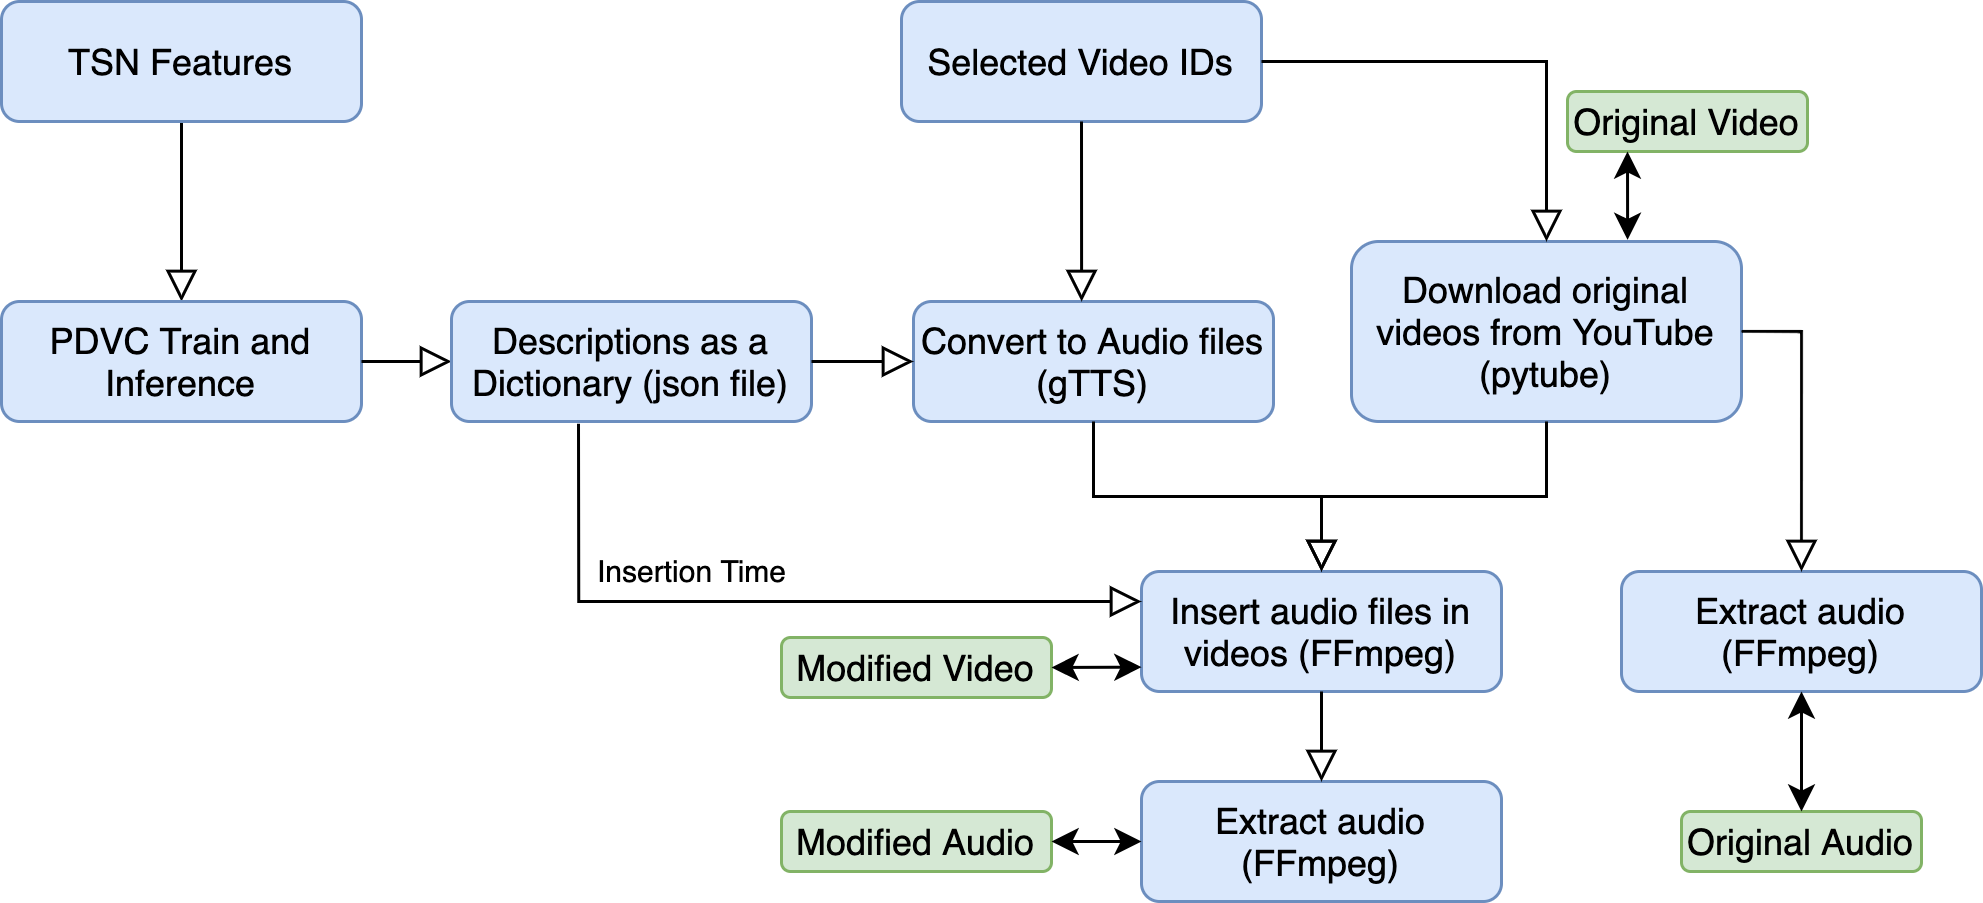 TSN Features
Selected Video IDs
Original Video
PDVC Train and
Inference
Descriptions as a
Dictionary (json file)
Convert to Audio files
(gTTS)
Download original
videos from YouTube
(pytube)
Insertion Time
Insert audio files in
videos (FFmpeg)
Extract audio
(FFmpeg)
Modified Video
Modified Audio
Extract audio
(FFmpeg)
Original Audio